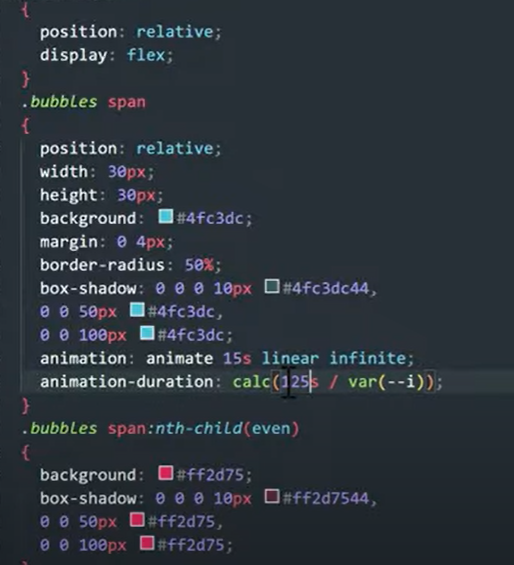 {
position: relative;
display: flex;
}
.bubbles span
{
position: relative;
width: 30px;
height: 30px;
background: #4fc3dc;
margin: 0 4px;
border-radius: 50%;
box-shadow: 0 0 0 10px #4fc3dc44,
0 0 50px #4fc3dc,
0 0 100px #4fc3dc;
animation: animate 15s linear infinite;
animation-duration: calc(125s / var(--i));
}
.bubbles span:nth-child(even)
{
background: #ff2d75;
box-shadow: 0 0 0 10px #ff2d7544,
0 0 50px #ff2d75,
0 0 100px #ff2d75;
}